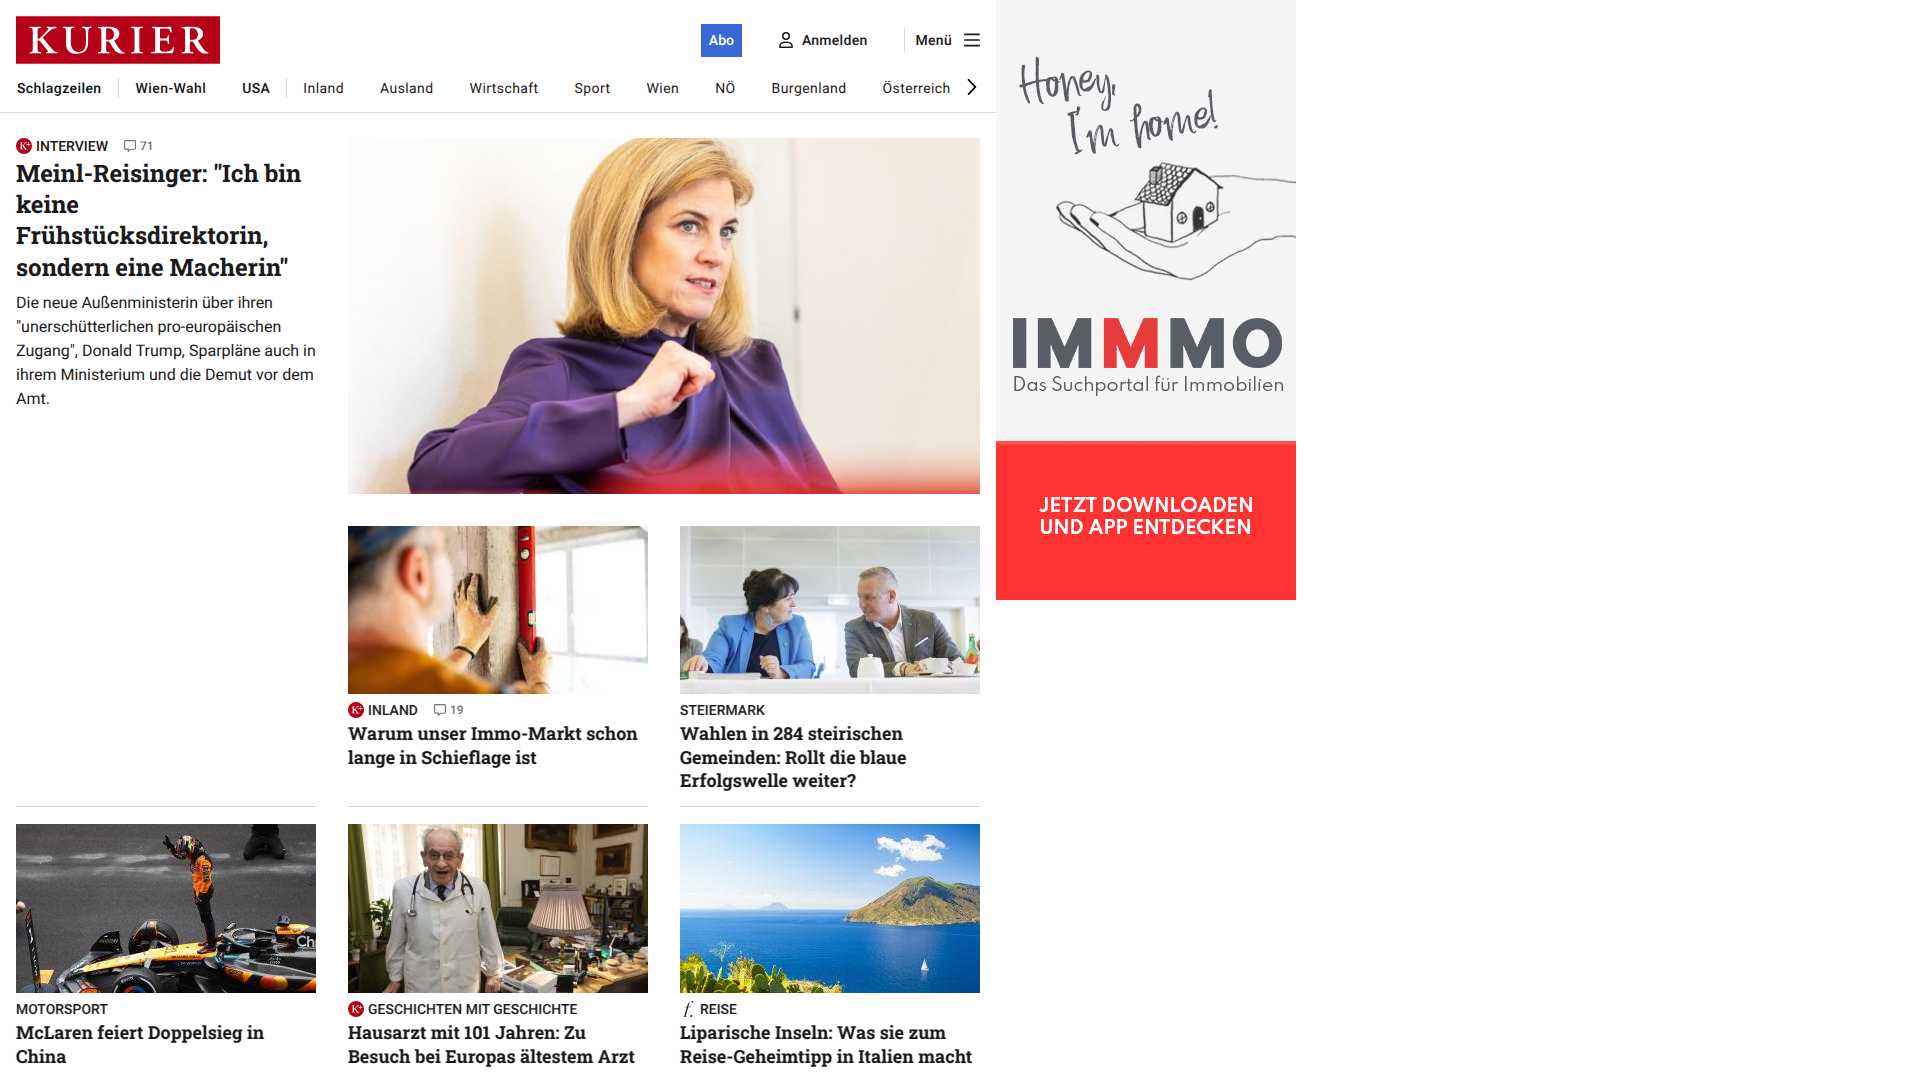 KURIER
Abo
Anmelden
Menü
Schlagzeilen
Wien-Wahl
USA
Inland
Ausland
Wirtschaft
Sport
Wien
NÖ
Burgenland
Österreich
K+ INTERVIEW 71
Meinl-Reisinger: "Ich bin
keine
Frühstücksdirektorin,
sondern eine Macherin"
Die neue Außenministerin über ihren
"unerschütterlichen pro-europäischen
Zugang", Donald Trump, Sparpläne auch in
ihrem Ministerium und die Demut vor dem
Amt.
K+ INLAND 19
Warum unser Immo-Markt schon
lange in Schieflage ist
STEIERMARK
Wahlen in 284 steirischen
Gemeinden: Rollt die blaue
Erfolgswelle weiter?
MOTORSPORT
McLaren feiert Doppelsieg in
China
K+ GESCHICHTEN MIT GESCHICHTE
Hausarzt mit 101 Jahren: Zu
Besuch bei Europas ältestem Arzt
f. REISE
Liparische Inseln: Was sie zum
Reise-Geheimtipp in Italien macht
Honey,
I'm home!
IMMMO
Das Suchportal für Immobilien
JETZT DOWNLOADEN
UND APP ENTDECKEN